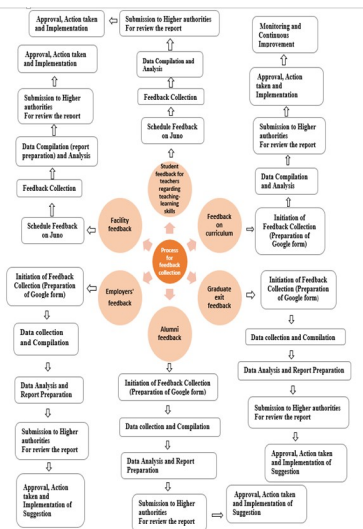 Approval, Action taken
and Implementation
Submission to Higher authorities
For review the report
Data Compilation and
Analysis
Feedback Collection
Schedule Feedback
on Juno
Student
feedback for
teachers
regarding
teaching-
learning
skills
Approval, Action taken
and Implementation
Submission to Higher
authorities
For review the report
Data Compilation (report
preparation) and Analysis
Feedback Collection
Schedule Feedback
on Juno
Facility
feedback
Monitoring and
Continuous
Improvement
Approval, Action
taken and
Implementation
Submission to Higher
authorities
For review the report
Data Compilation
and Analysis
Initiation of
Feedback Collection
(Preparation of
Google form)
Feedback
on
curriculum
Process
for
feedback
collection
Employers'
feedback
Initiation of Feedback
Collection (Preparation
of Google form)
Data collection
and Compilation
Data Analysis and
Report Preparation
Submission to Higher
authorities
For review the report
Approval, Action
taken and
Implementation of
Suggestion
Alumni
feedback
Initiation of Feedback Collection
(Preparation of Google form)
Data collection and Compilation
Data Analysis and Report
Preparation
Submission to Higher
authorities
For review the report
Approval, Action taken and
Implementation of
Suggestion
Graduate
exit
feedback
Initiation of Feedback
Collection (Preparation
of Google form)
Data collection and Compilation
Data Analysis and Report Preparation
Submission to Higher authorities
For review the report
Approval, Action taken
and Implementation of
Suggestion